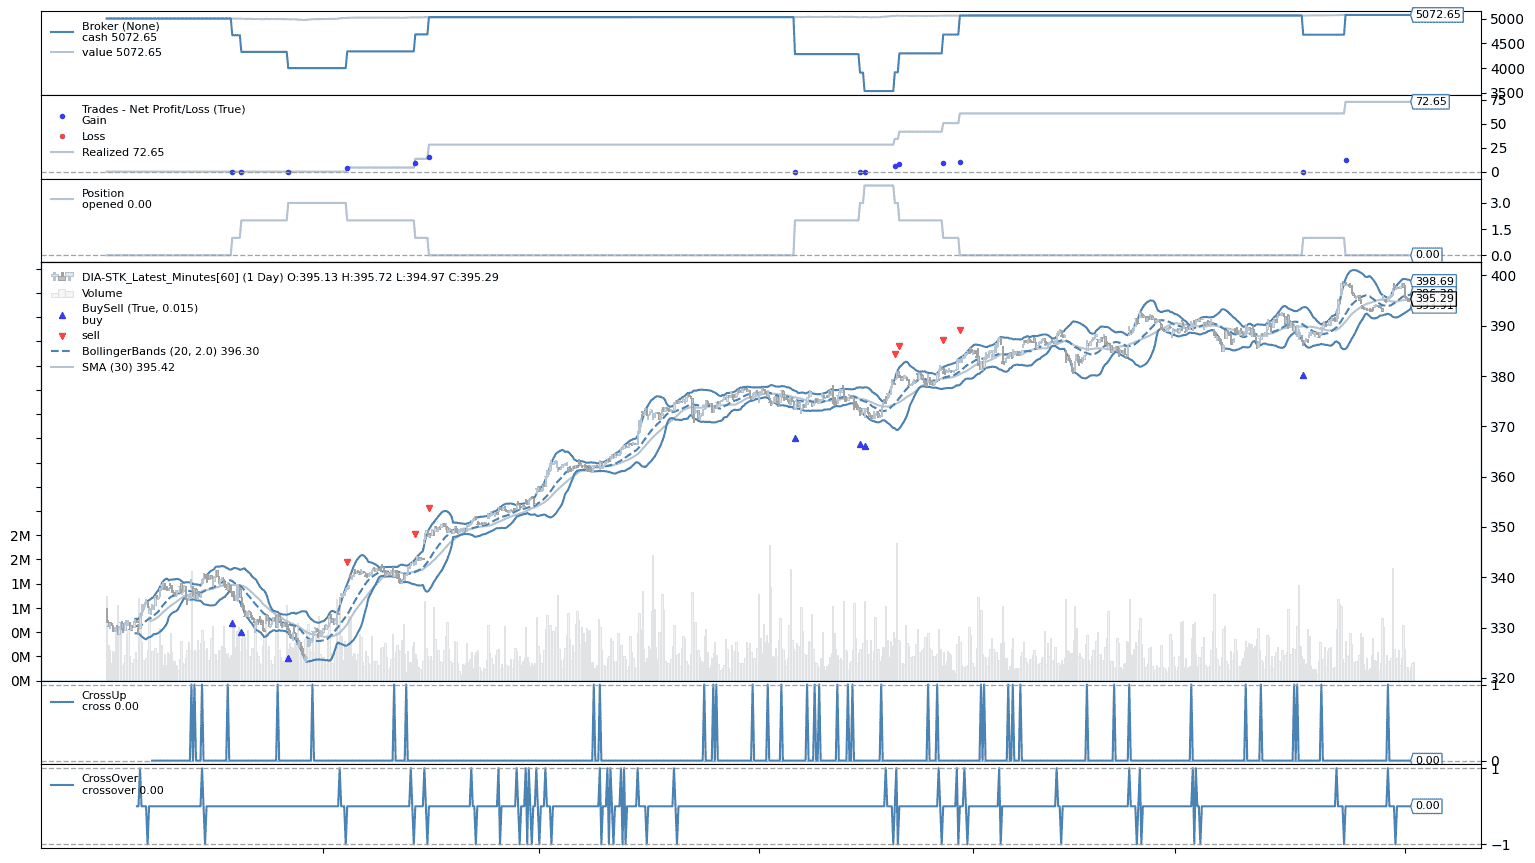 Broker (None)
cash 5072.65
value 5072.65
5072.65
5000
4500
4000
3500
Trades - Net Profit/Loss (True)
Gain
Loss
Realized 72.65
72.65
75
50
25
0
Position
opened 0.00
3.0
1.5
0.0
0.00
DIA-STK_Latest_Minutes[60] (1 Day) O:395.13 H:395.72 L:394.97 C:395.29
Volume
BuySell (True, 0.015)
buy
sell
BollingerBands (20, 2.0) 396.30
SMA (30) 395.42
398.69
395.29
400
390
380
370
360
350
340
330
320
2M
2M
1M
1M
0M
0M
0M
CrossUp
cross 0.00
1
0
0.00
CrossOver
crossover 0.00
1
0.00
−1